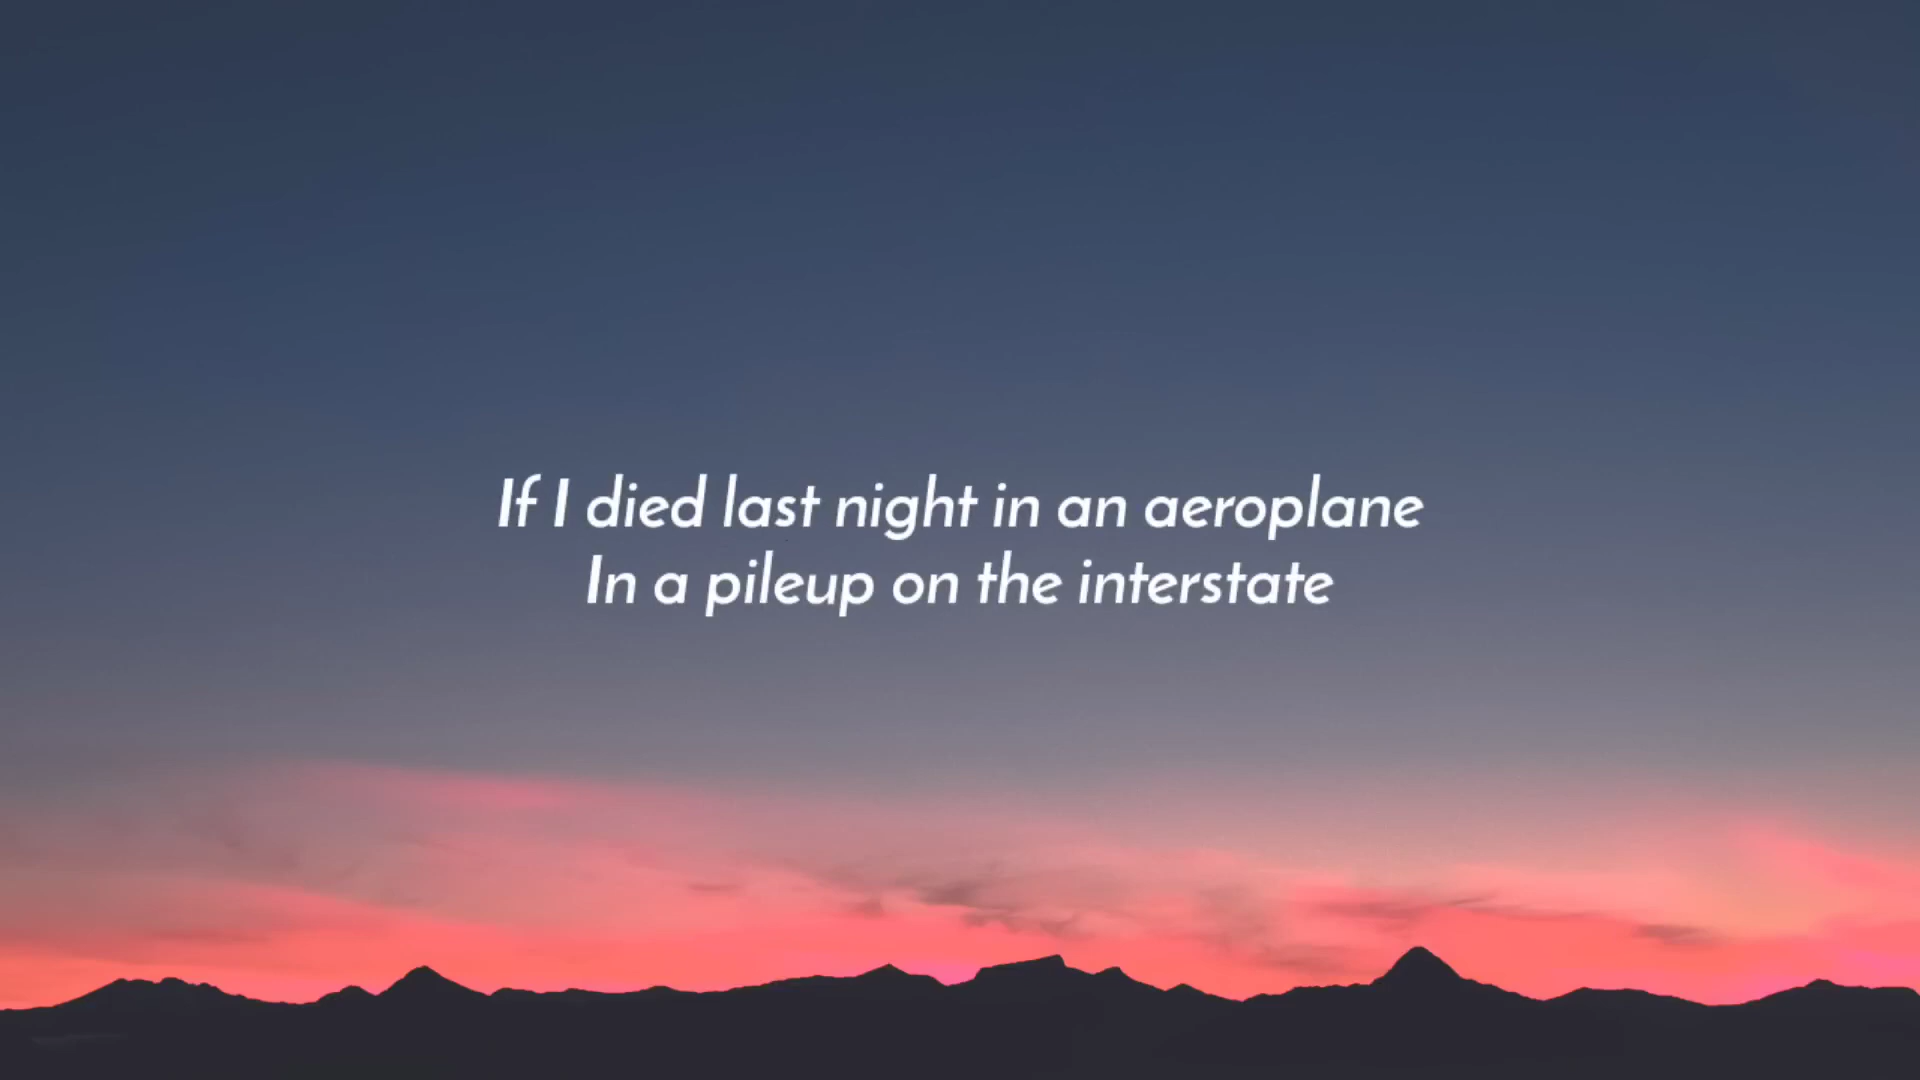 If I died last night in an aeroplane
In a pileup on the interstate